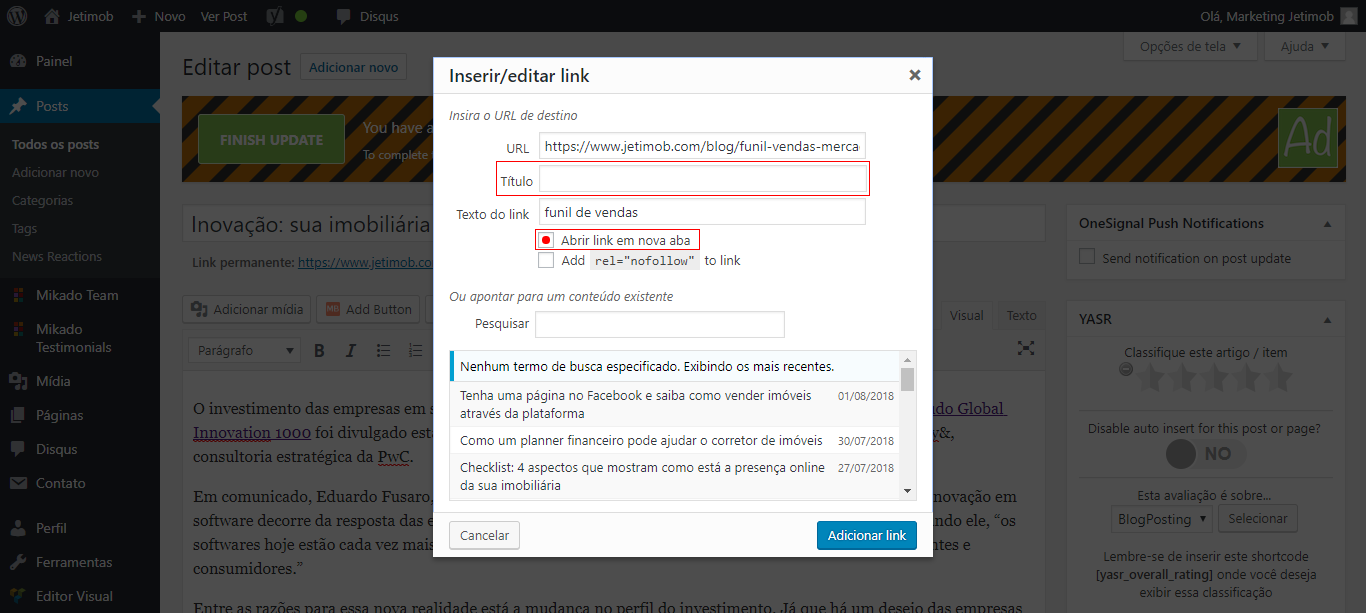 Jetimob
Novo
Ver Post
Disqus
Olá, Marketing Jetimob
Painel
Posts
Todos os posts
Adicionar novo
Categorias
Tags
News Reactions
Mikado Team
Mikado
Testimonials
Mídia
Páginas
Disqus
Contato
Perfil
Ferramentas
Editor Visual
Opções de tela
Ajuda
Editar post
Adicionar novo
FINISH UPDATE
You have a
To complete
Ad
Inovação: sua imobiliária
Link permanente: https://www.jetimob.co
Adicionar mídia
MB Add Button
Visual
Texto
Parágrafo
B
I
O investimento das empresas em s
do Global
Innovation 1000 foi divulgado est
y&,
consultoria estratégica da PwC.
Em comunicado, Eduardo Fusaro,
novação em
software decorre da resposta das e
ndo ele, “os
softwares hoje estão cada vez mais
ntes e
consumidores.”
Entre as razões para essa nova realidade está a mudança no perfil do investimento. Já que há um desejo das empresas
Inserir/editar link
Insira o URL de destino
URL
https://www.jetimob.com/blog/funil-vendas-merca
Título
Texto do link
funil de vendas
Abrir link em nova aba
Add rel="nofollow" to link
Ou apontar para um conteúdo existente
Pesquisar
Nenhum termo de busca especificado. Exibindo os mais recentes.
Tenha uma página no Facebook e saiba como vender imóveis
através da plataforma
01/08/2018
Como um planner financeiro pode ajudar o corretor de imóveis
30/07/2018
Checklist: 4 aspectos que mostram como está a presença online
da sua imobiliária
27/07/2018
Cancelar
Adicionar link
OneSignal Push Notifications
Send notification on post update
YASR
Classifique este artigo / item
Disable auto insert for this post or page?
NO
Esta avaliação é sobre...
BlogPosting
Selecionar
Lembre-se de inserir este shortcode
[yasr_overall_rating] onde você deseja
exibir essa classificação